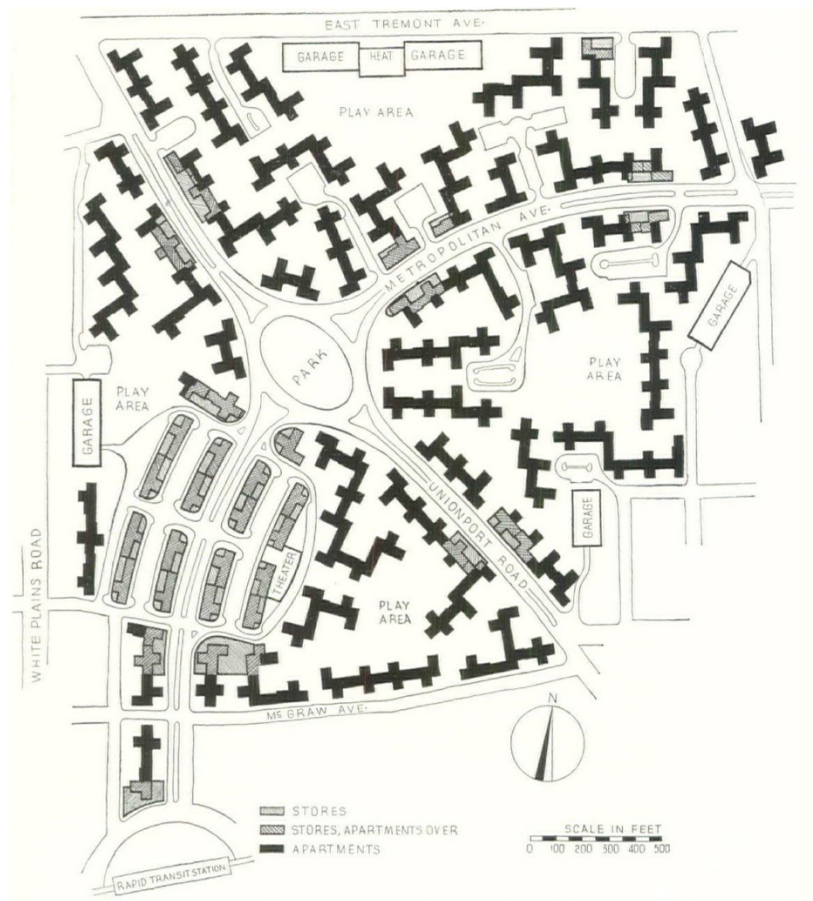 EAST TREMONT AVE.
GARAGE
HEAT
GARAGE
PLAY AREA
METROPOLITAN AVE.
GARAGE
PARK
PLAY
AREA
PLAY
AREA
GARAGE
UNIONPORT ROAD
GARAGE
THEATER
WHITE PLAINS ROAD
PLAY
AREA
McGRAW AVE.
N
STORES
STORES, APARTMENTS OVER
APARTMENTS
SCALE IN FEET
0 100 200 300 400 500
RAPID TRANSIT STATION